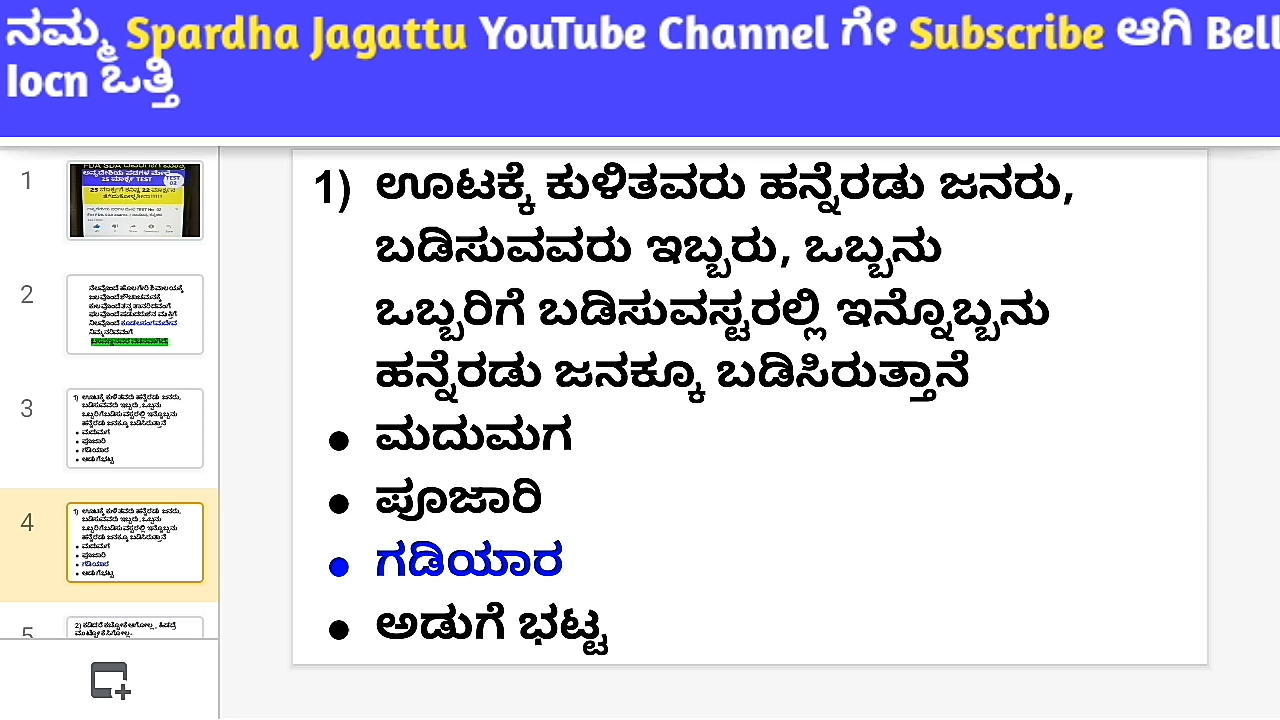 ನಮ್ಮ Spardha Jagattu YouTube Channel ಗೇ Subscribe ಆಗಿ Bell
Iocn ಒತ್ತಿ
1
2
3
4
5
1) ಊಟಕ್ಕೆ ಕುಳಿತವರು ಹನ್ನೆರಡು ಜನರು,
ಬಡಿಸುವವರು ಇಬ್ಬರು, ಒಬ್ಬನು
ಒಬ್ಬರಿಗೆ ಬಡಿಸುವಸ್ಟರಲ್ಲಿ ಇನ್ನೊಬ್ಬನು
ಹನ್ನೆರಡು ಜನಕ್ಕೂ ಬಡಿಸಿರುತ್ತಾನೆ
• ಮದುಮಗ
• ಪೂಜಾರಿ
• ಗಡಿಯಾರ
• ಅಡುಗೆ ಭಟ್ಟ